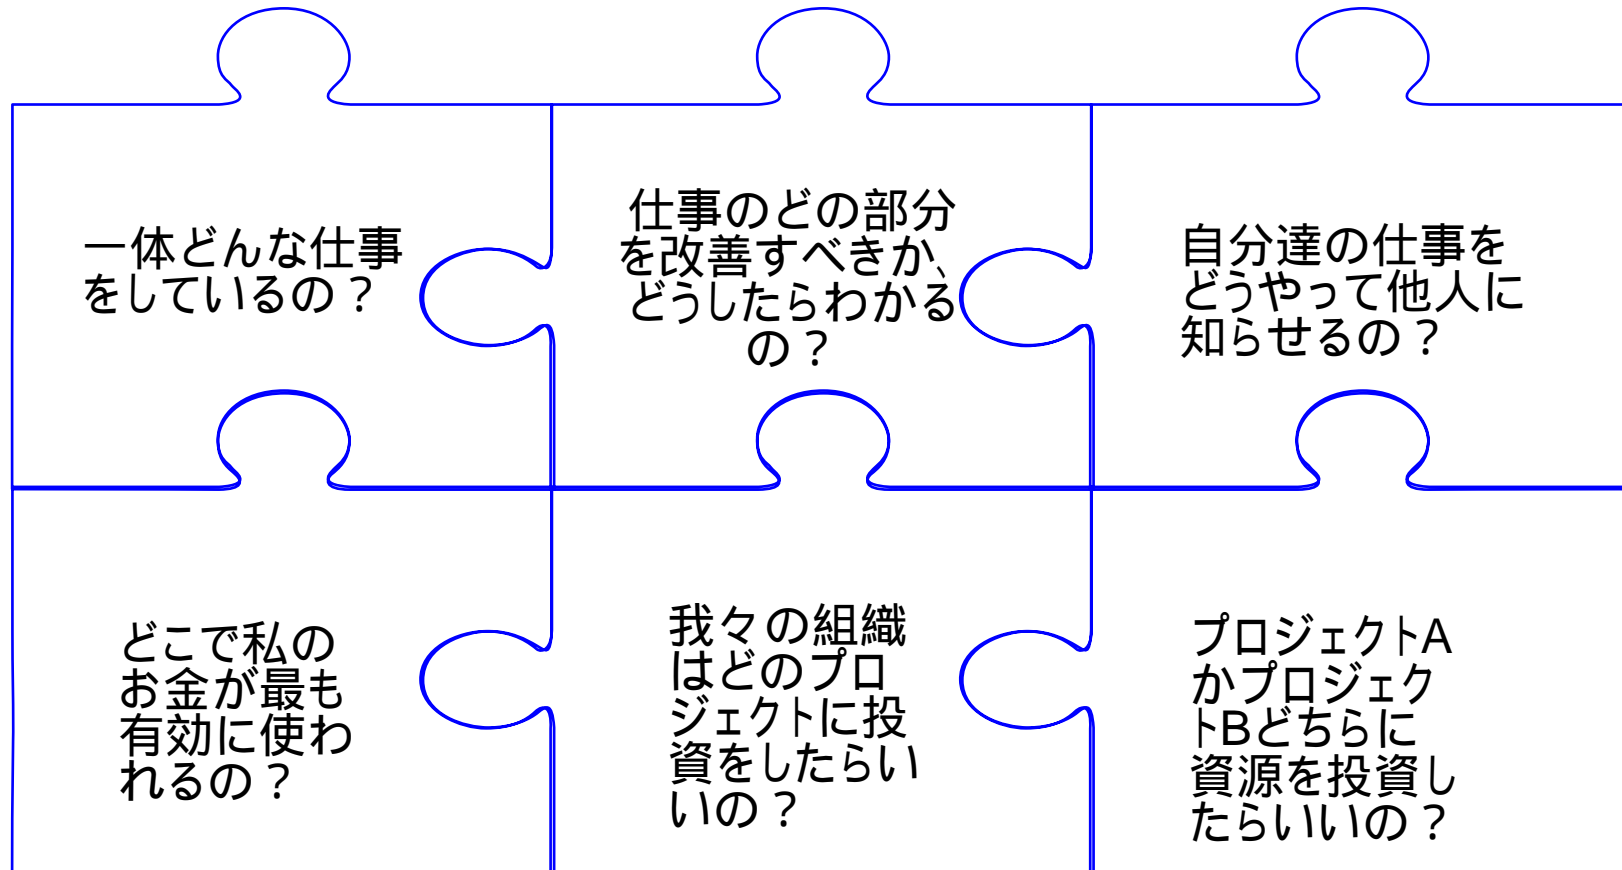 一体どんな仕事
をしているの？
仕事のどの部分
を改善すべきか、
どうしたらわかる
の？
自分達の仕事を
どうやって他人に
知らせるの？
どこで私の
お金が最も
有効に使わ
れるの？
我々の組織
はどのプロ
ジェクトに投
資をしたらい
いの？
プロジェクトA
かプロジェク
トBどちらに
資源を投資し
たらいいの？